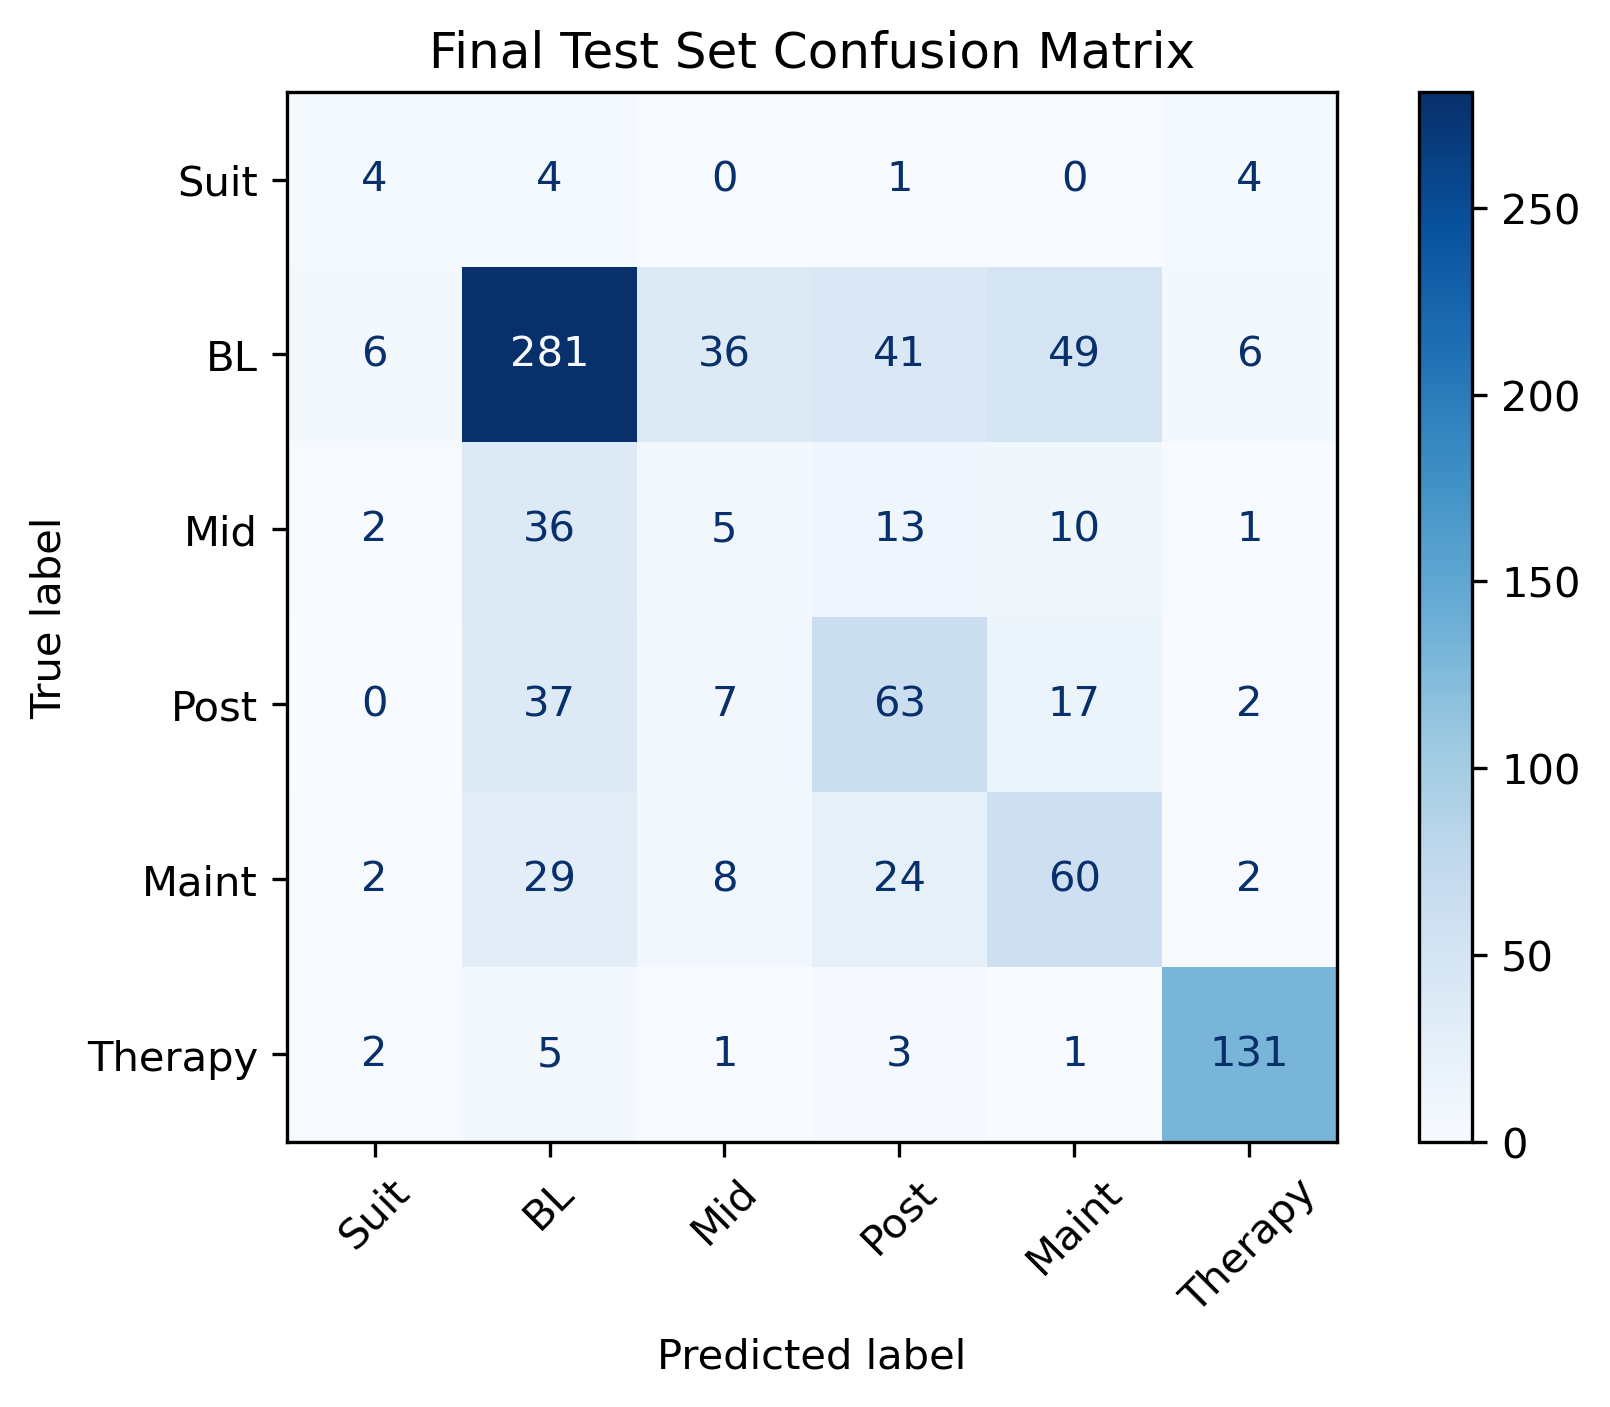 Final Test Set Confusion Matrix
Suit 4 4 0 1 0 4
BL 6 281 36 41 49 6
Mid 2 36 5 13 10 1
Post 0 37 7 63 17 2
Maint 2 29 8 24 60 2
Therapy 2 5 1 3 1 131
True label
Suit BL Mid Post Maint Therapy
Predicted label
250
200
150
100
50
0